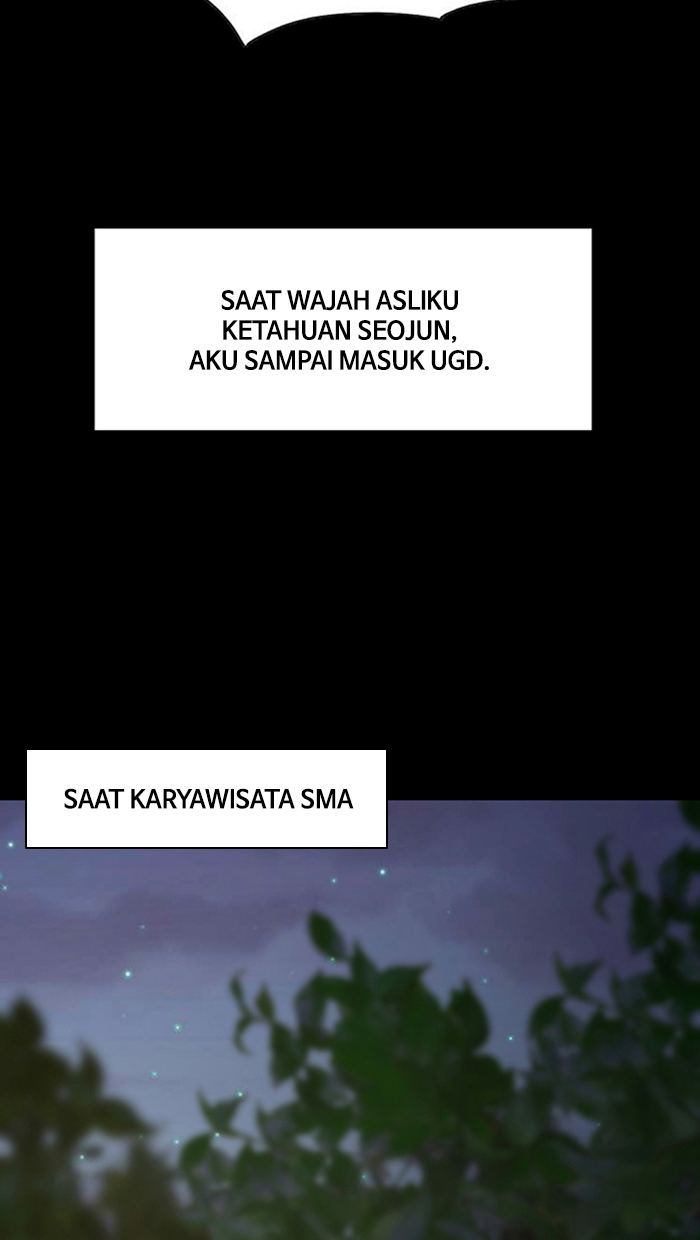 SAAT WAJAH ASLIKU
KETAHUAN SEOJUN,
AKU SAMPAI MASUK UGD.
SAAT KARYAWISATA SMA